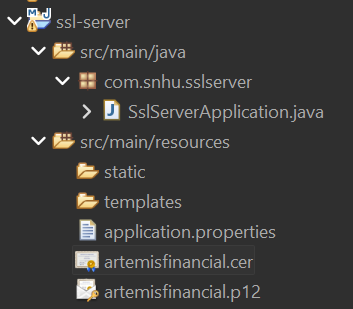 ssl-server
src/main/java
com.snhu.sslserver
SslServerApplication.java
src/main/resources
static
templates
application.properties
artemisfinancial.cer
artemisfinancial.p12